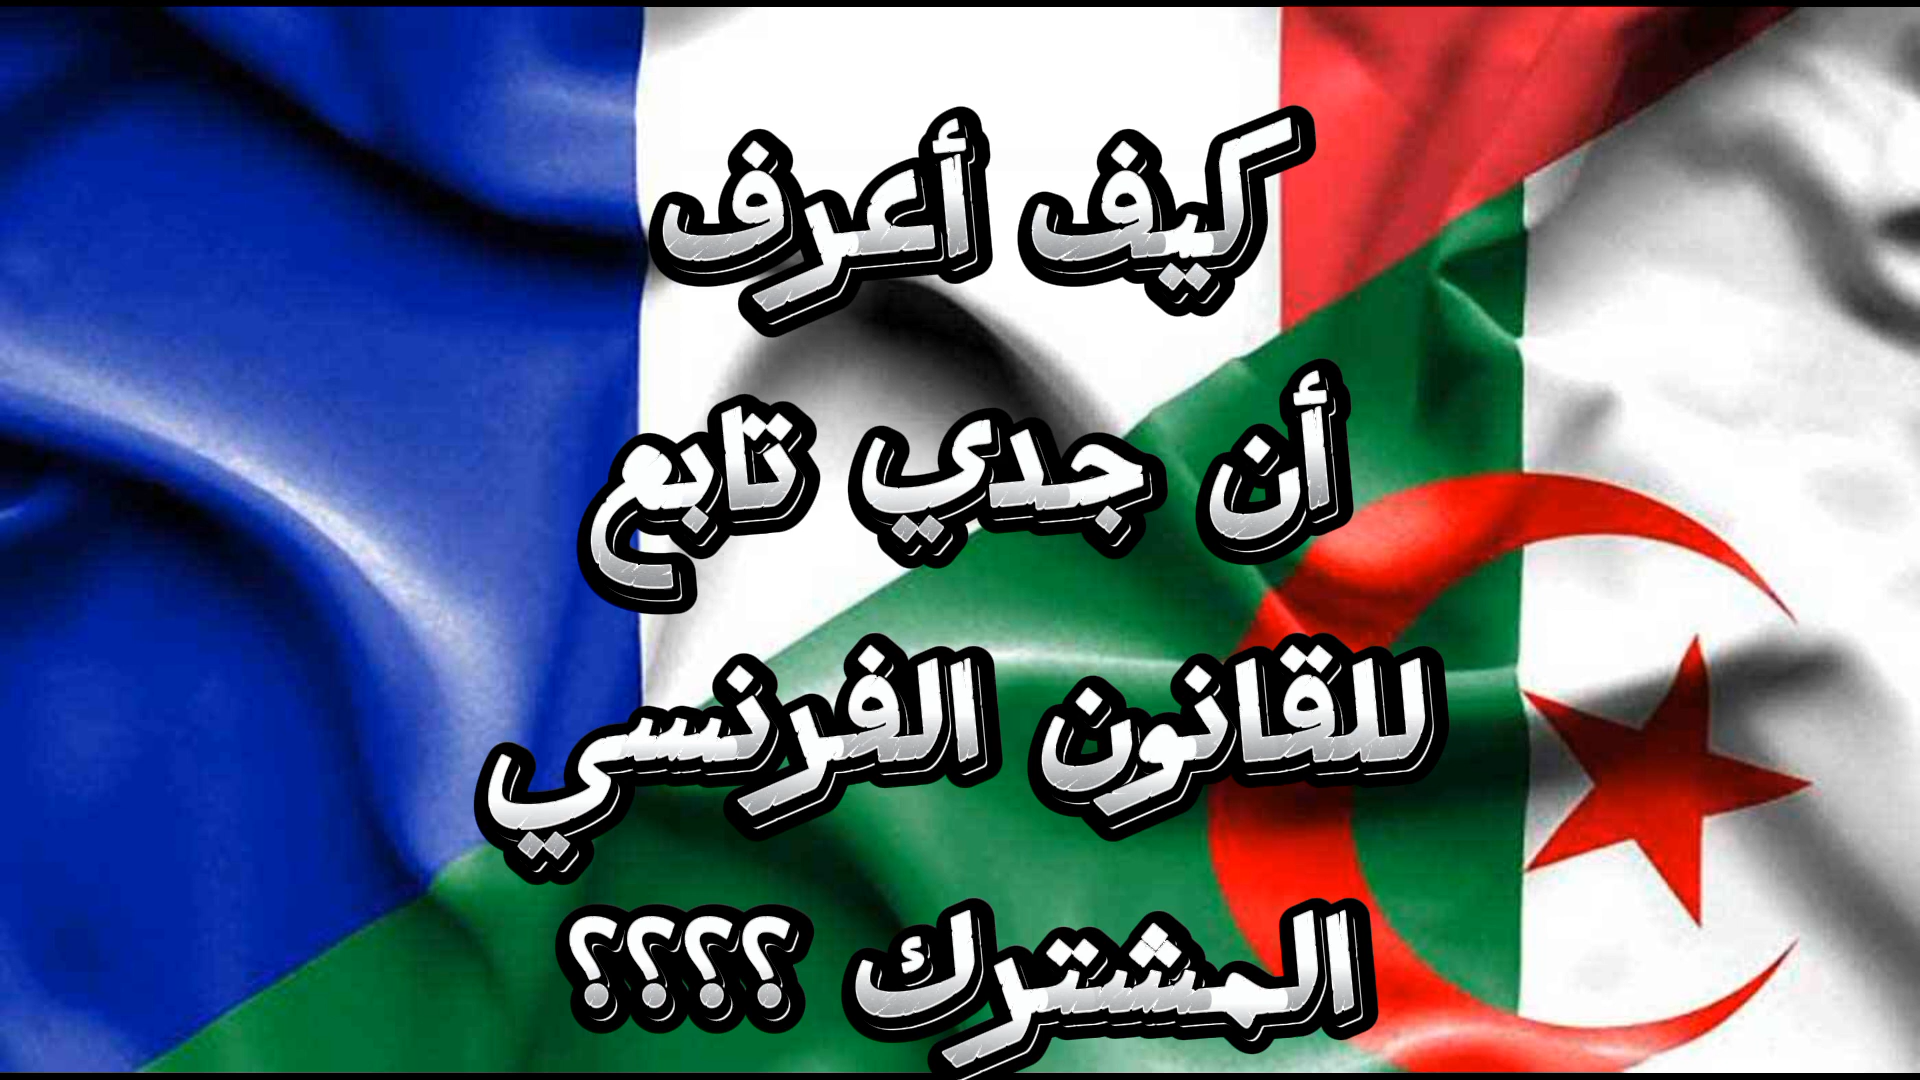 كيف أعرف
أن جدي تابع
للقانون الفرنسي
المشترك ؟؟؟؟